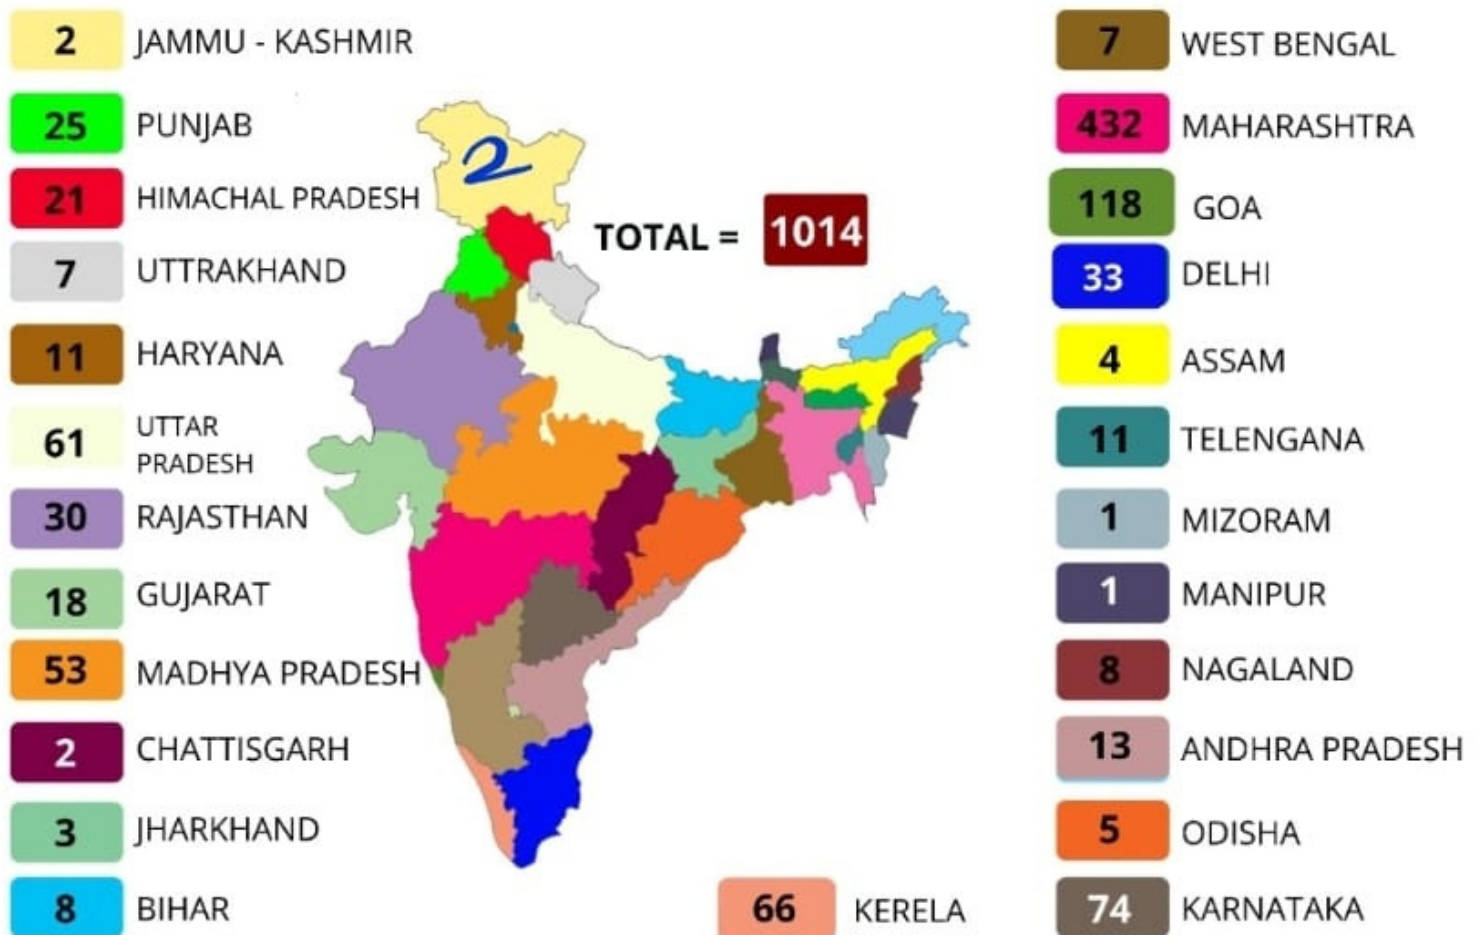 2 JAMMU - KASHMIR
25 PUNJAB
21 HIMACHAL PRADESH
7 UTTRAKHAND
11 HARYANA
61 UTTAR
PRADESH
30 RAJASTHAN
18 GUJARAT
53 MADHYA PRADESH
2 CHATTISGARH
3 JHARKHAND
8 BIHAR
2
TOTAL = 1014
66 KERELA
7 WEST BENGAL
432 MAHARASHTRA
118 GOA
33 DELHI
4 ASSAM
11 TELENGANA
1 MIZORAM
1 MANIPUR
8 NAGALAND
13 ANDHRA PRADESH
5 ODISHA
74 KARNATAKA